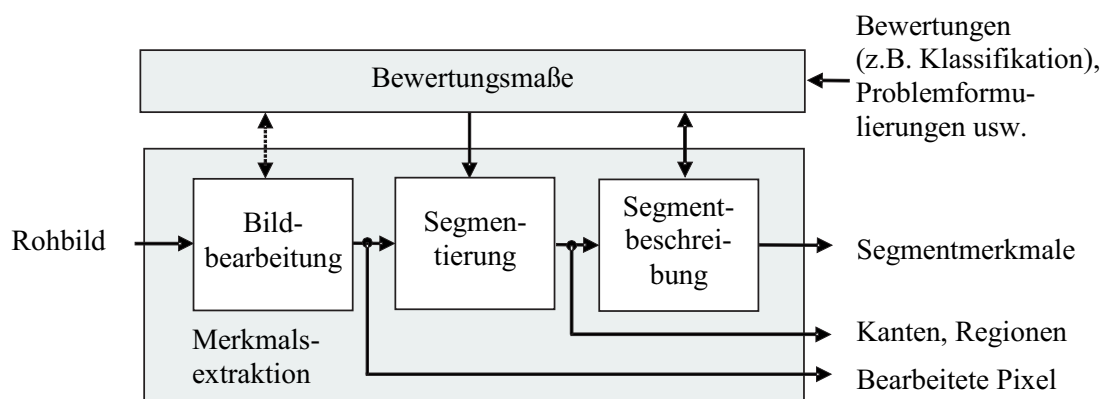 Bewertungen
(z.B. Klassifikation),
Problemformu-
lierungen usw.
Bewertungsmaße
Rohbild
Bild-
bearbeitung
Segmen-
tierung
Segment-
beschrei-
bung
Segmentmerkmale
Merkmals-
extraktion
Kanten, Regionen
Bearbeitete Pixel